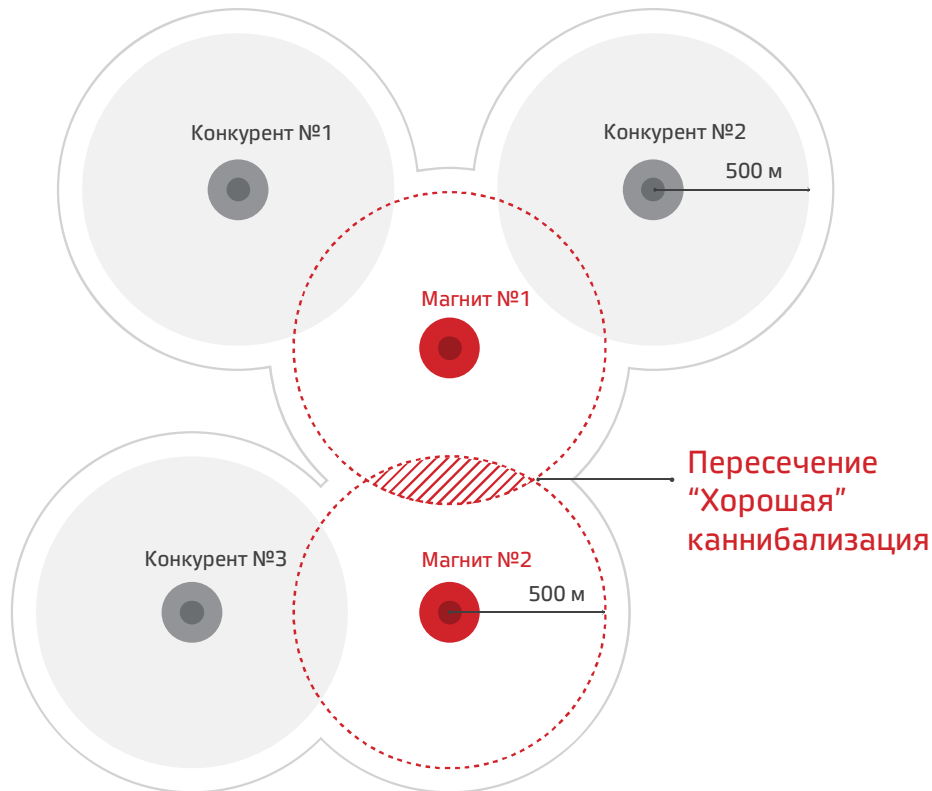 Конкурент №1
Конкурент №2
500 м
Магнит №1
Пересечение
“Хорошая”
каннибализация
Конкурент №3
Магнит №2
500 м